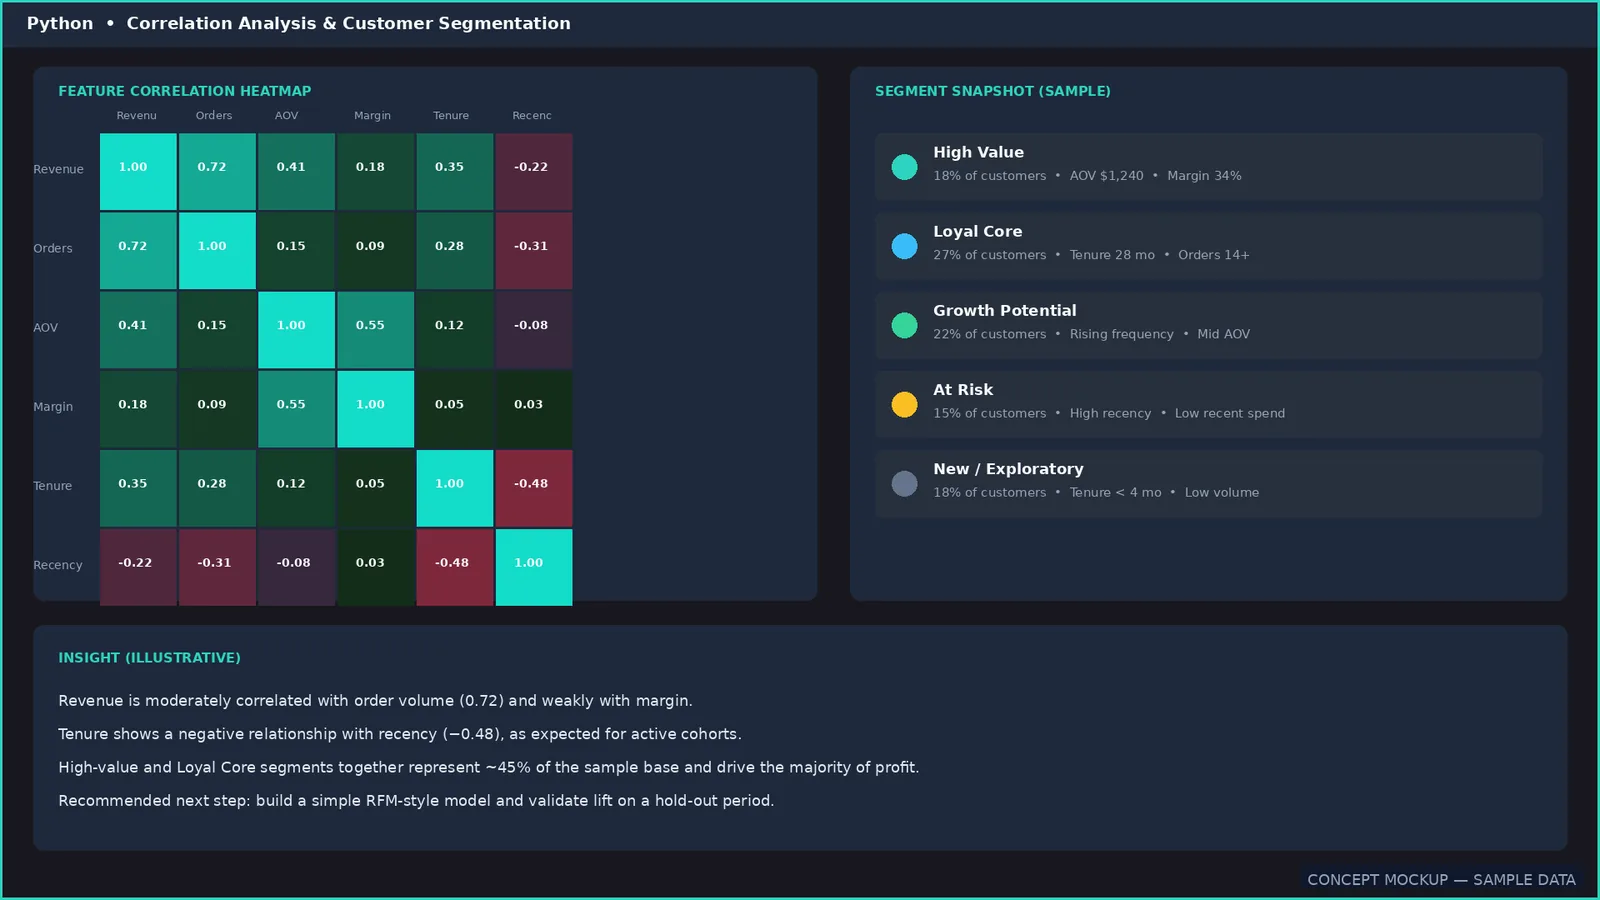 Python • Correlation Analysis & Customer Segmentation
FEATURE CORRELATION HEATMAP
Revenu Orders AOV Margin Tenure Recenc
Revenue 1.00 0.72 0.41 0.18 0.35 -0.22
Orders 0.72 1.00 0.15 0.09 0.28 -0.31
AOV 0.41 0.15 1.00 0.55 0.12 -0.08
Margin 0.18 0.09 0.55 1.00 0.05 0.03
Tenure 0.35 0.28 0.12 0.05 1.00 -0.48
Recency -0.22 -0.31 -0.08 0.03 -0.48 1.00
SEGMENT SNAPSHOT (SAMPLE)
High Value
18% of customers • AOV $1,240 • Margin 34%
Loyal Core
27% of customers • Tenure 28 mo • Orders 14+
Growth Potential
22% of customers • Rising frequency • Mid AOV
At Risk
15% of customers • High recency • Low recent spend
New / Exploratory
18% of customers • Tenure < 4 mo • Low volume
INSIGHT (ILLUSTRATIVE)
Revenue is moderately correlated with order volume (0.72) and weakly with margin.
Tenure shows a negative relationship with recency (−0.48), as expected for active cohorts.
High-value and Loyal Core segments together represent ~45% of the sample base and drive the majority of profit.
Recommended next step: build a simple RFM-style model and validate lift on a hold-out period.
CONCEPT MOCKUP — SAMPLE DATA